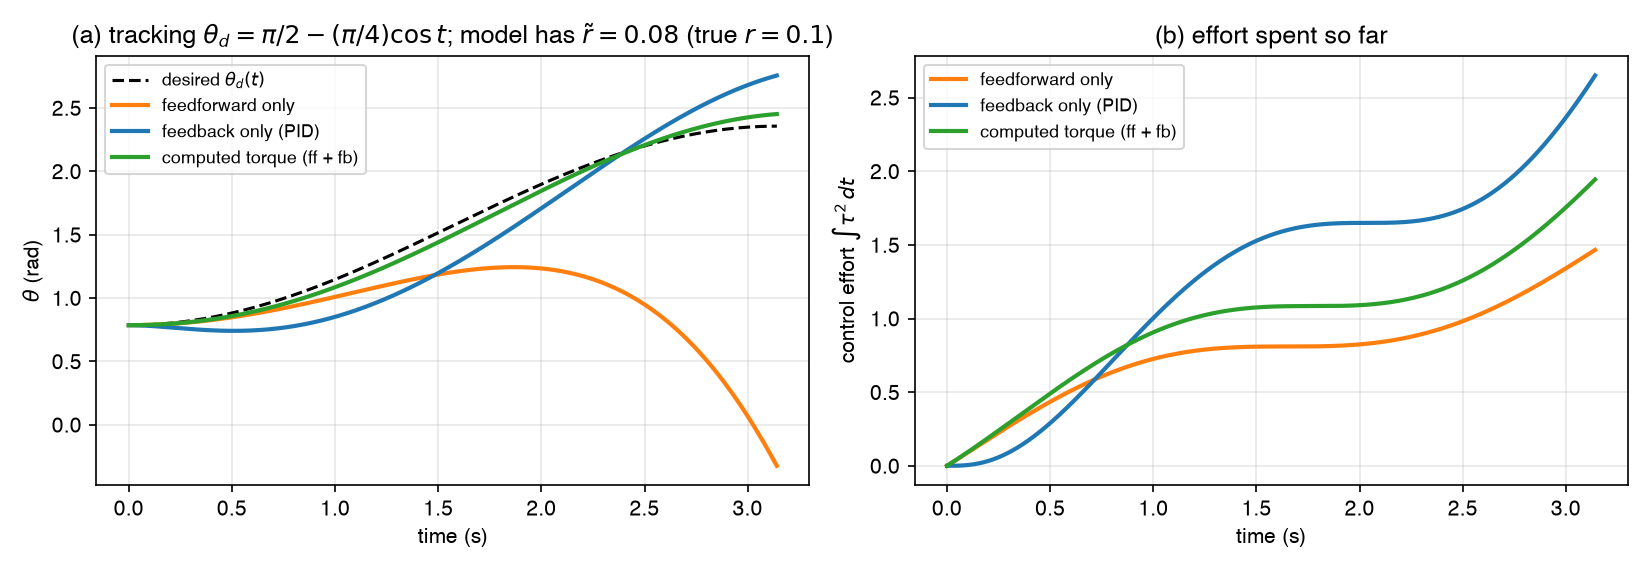 (a) tracking θ_d = π/2 − (π/4)cos t; model has r̃ = 0.08 (true r = 0.1)
desired θ_d(t)
feedforward only
feedback only (PID)
computed torque (ff + fb)
2.5
2.0
1.5
1.0
0.5
0.0
θ (rad)
0.0 0.5 1.0 1.5 2.0 2.5 3.0
time (s)
(b) effort spent so far
feedforward only
feedback only (PID)
computed torque (ff + fb)
2.5
2.0
1.5
1.0
0.5
0.0
control effort ∫ τ² dt
0.0 0.5 1.0 1.5 2.0 2.5 3.0
time (s)